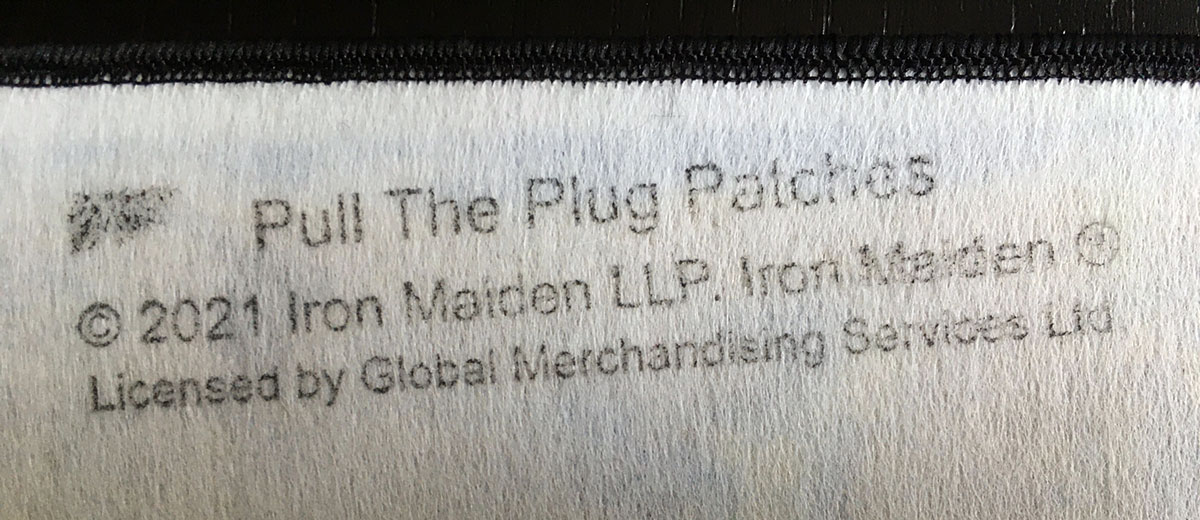 Pull The Plug Patches
© 2021 Iron Maiden LLP. Iron Maiden ®
Licensed by Global Merchandising Services Ltd